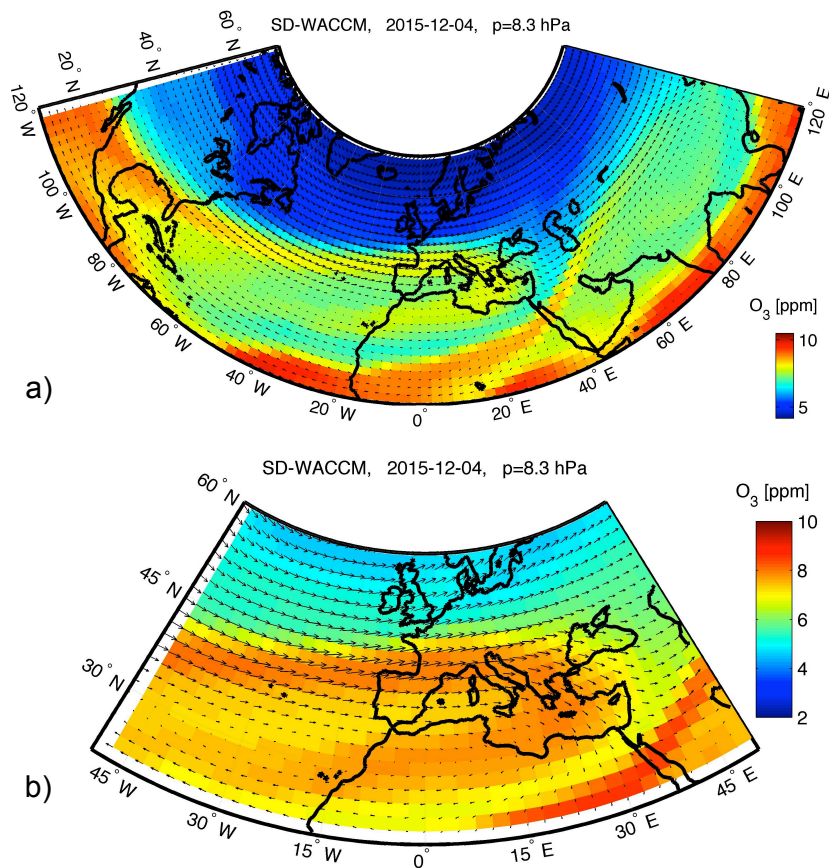 SD-WACCM, 2015-12-04, p=8.3 hPa
60° N
40° N
20° N
120° W
100° W
80° W
60° W
40° W
20° W
0°
20° E
40° E
60° E
80° E
100° E
120° E
O3 [ppm]
10
5
a)
SD-WACCM, 2015-12-04, p=8.3 hPa
60° N
45° N
30° N
45° W
30° W
15° W
0°
15° E
30° E
45° E
O3 [ppm]
10
8
6
4
2
b)